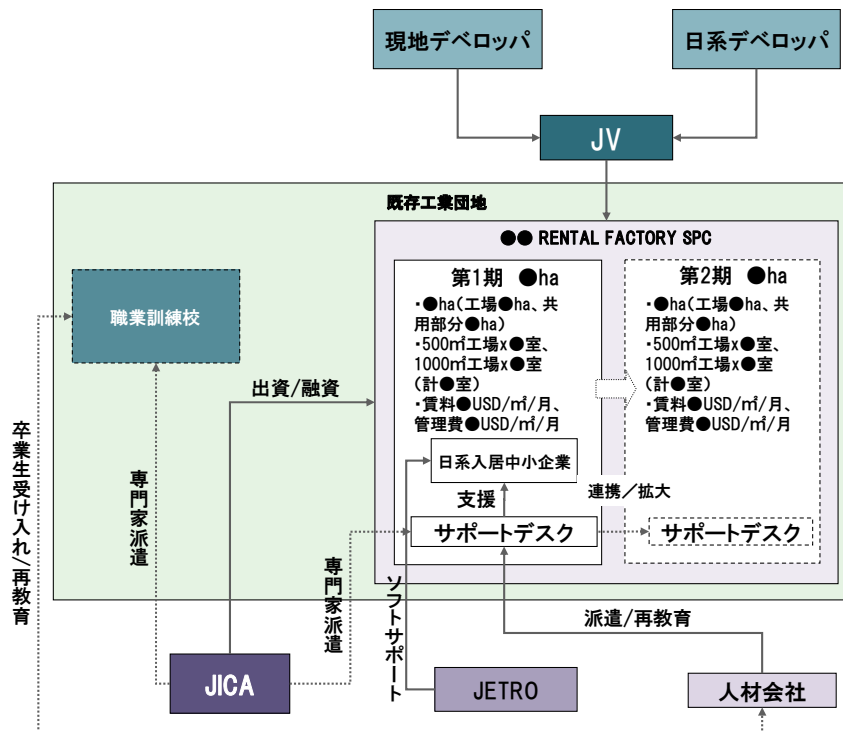 現地デベロッパ
日系デベロッパ
JV
既存工業団地
●● RENTAL FACTORY SPC
第1期 ●ha
・●ha(工場●ha、共
用部分●ha)
・500㎡工場x●室、
1000㎡工場x●室
(計●室)
・賃料●USD/㎡/月、
管理費●USD/㎡/月
第2期 ●ha
・●ha(工場●ha、共
用部分●ha)
・500㎡工場x●室、
1000㎡工場x●室
(計●室)
・賃料●USD/㎡/月、
管理費●USD/㎡/月
職業訓練校
出資/融資
日系入居中小企業
支援
連携/拡大
サポートデスク
サポートデスク
卒業生受け入れ/再教育
専門家派遣
専門家派遣
ソフトサポート
派遣/再教育
JICA
JETRO
人材会社